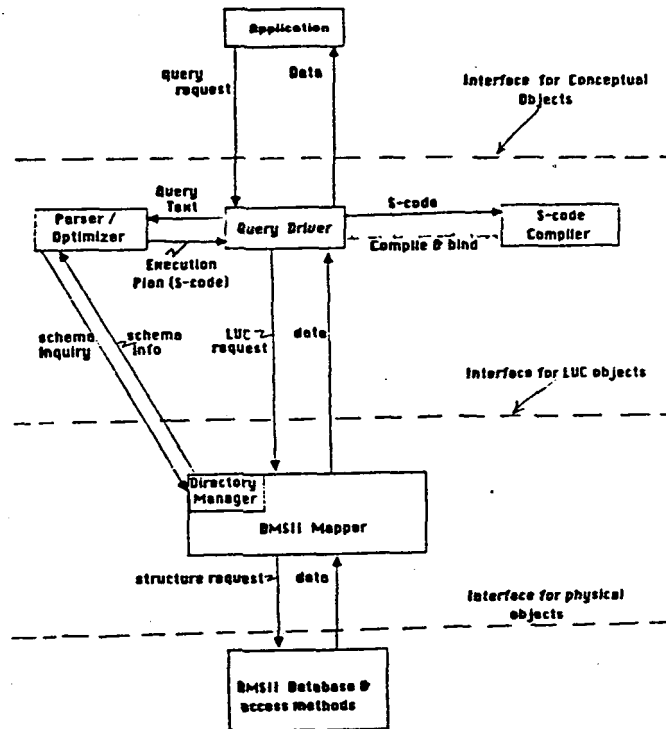 Application
query
request
Data
Interface for Conceptual
Objects
Query
Text
S-code
Parser /
Optimizer
Query Driver
S-code
Compiler
Compile & bind
Execution
Plan (S-code)
schema
inquiry
schema
info
LUC
request
data
Interface for LUC objects
Directory
Manager
DMSII Mapper
structure request
data
Interface for physical
objects
DMSII Database &
access methods